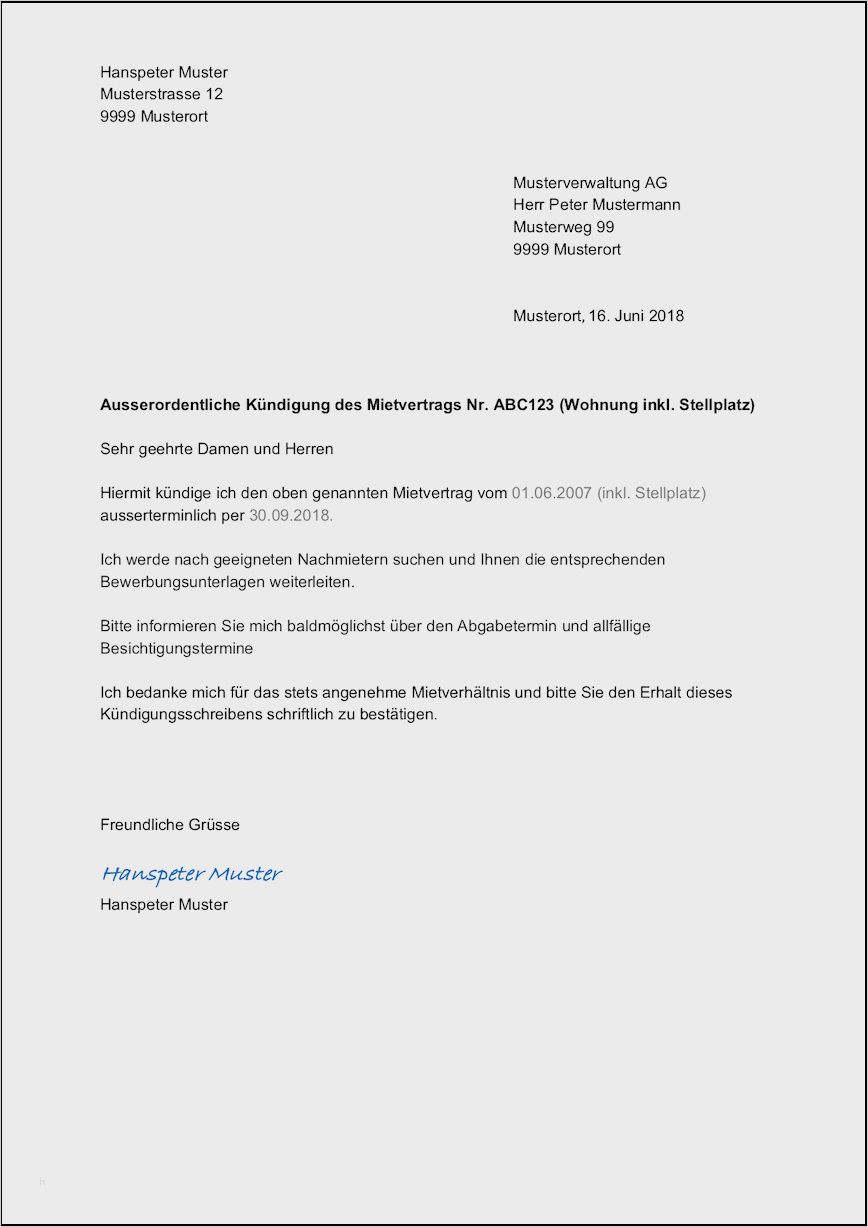 Hanspeter Muster
Musterstrasse 12
9999 Musterort
Musterverwaltung AG
Herr Peter Mustermann
Musterweg 99
9999 Musterort
Musterort, 16. Juni 2018
Ausserordentliche Kündigung des Mietvertrags Nr. ABC123 (Wohnung inkl. Stellplatz)
Sehr geehrte Damen und Herren
Hiermit kündige ich den oben genannten Mietvertrag vom 01.06.2007 (inkl. Stellplatz)
ausserterminlich per 30.09.2018.
Ich werde nach geeigneten Nachmietern suchen und Ihnen die entsprechenden
Bewerbungsunterlagen weiterleiten.
Bitte informieren Sie mich baldmöglichst über den Abgabetermin und allfällige
Besichtigungstermine
Ich bedanke mich für das stets angenehme Mietverhältnis und bitte Sie den Erhalt dieses
Kündigungsschreibens schriftlich zu bestätigen.
Freundliche Grüsse
Hanspeter Muster
Hanspeter Muster